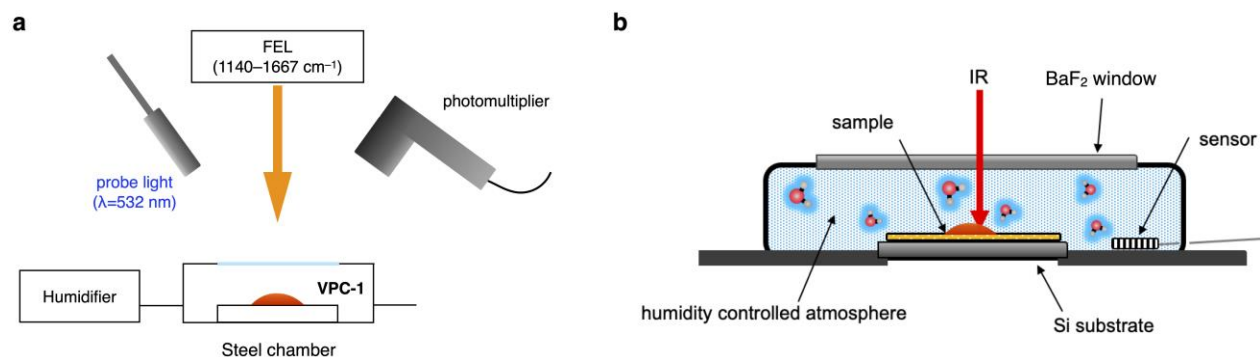 a
FEL
(1140–1667 cm⁻¹)
photomultiplier
probe light
(λ=532 nm)
Humidifier
VPC-1
Steel chamber
b
IR
BaF₂ window
sample
sensor
humidity controlled atmosphere
Si substrate